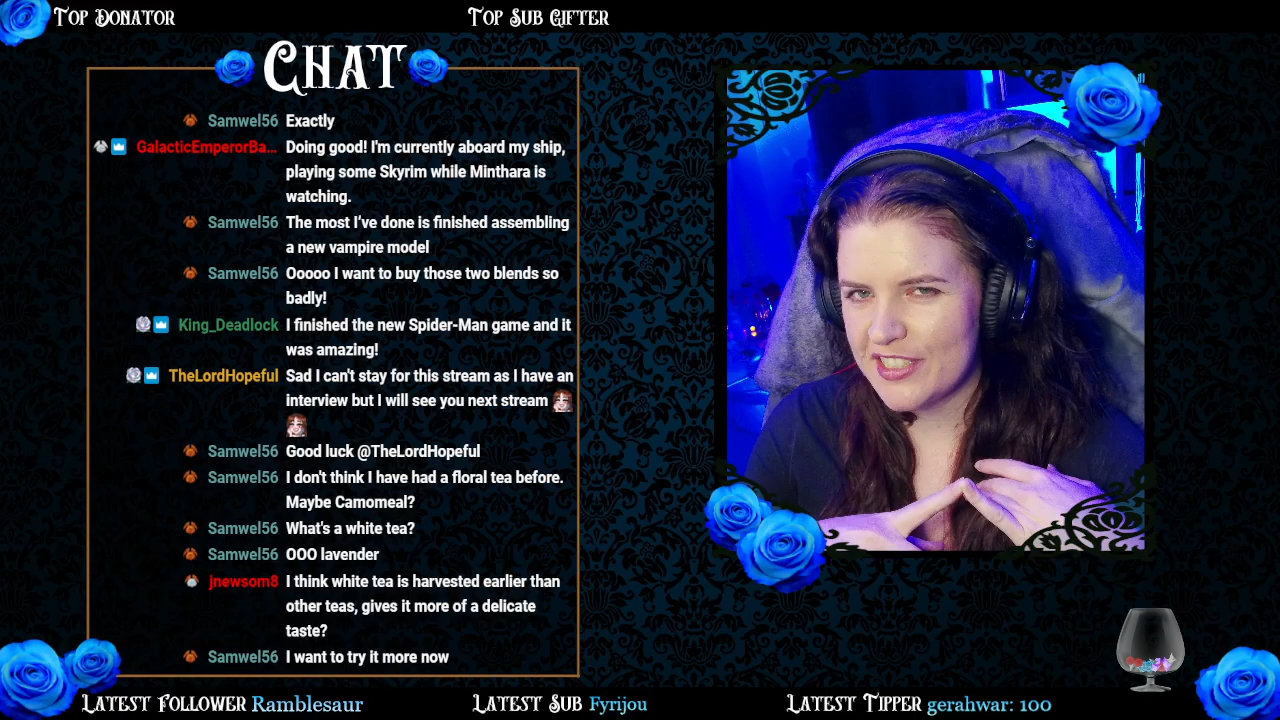 Top Donator
Top Sub Gifter
Chat
Samwel56 Exactly
GalacticEmperorBa... Doing good! I'm currently aboard my ship,
playing some Skyrim while Minthara is
watching.
Samwel56 The most I've done is finished assembling
a new vampire model
Samwel56 Ooooo I want to buy those two blends so
badly!
King_Deadlock I finished the new Spider-Man game and it
was amazing!
TheLordHopeful Sad I can't stay for this stream as I have an
interview but I will see you next stream
Samwel56 Good luck @TheLordHopeful
Samwel56 I don't think I have had a floral tea before.
Maybe Camomeal?
Samwel56 What's a white tea?
Samwel56 OOO lavender
jnewsom8 I think white tea is harvested earlier than
other teas, gives it more of a delicate
taste?
Samwel56 I want to try it more now
Latest Follower Ramblesaur
Latest Sub Fyrijou
Latest Tipper gerahwar: 100